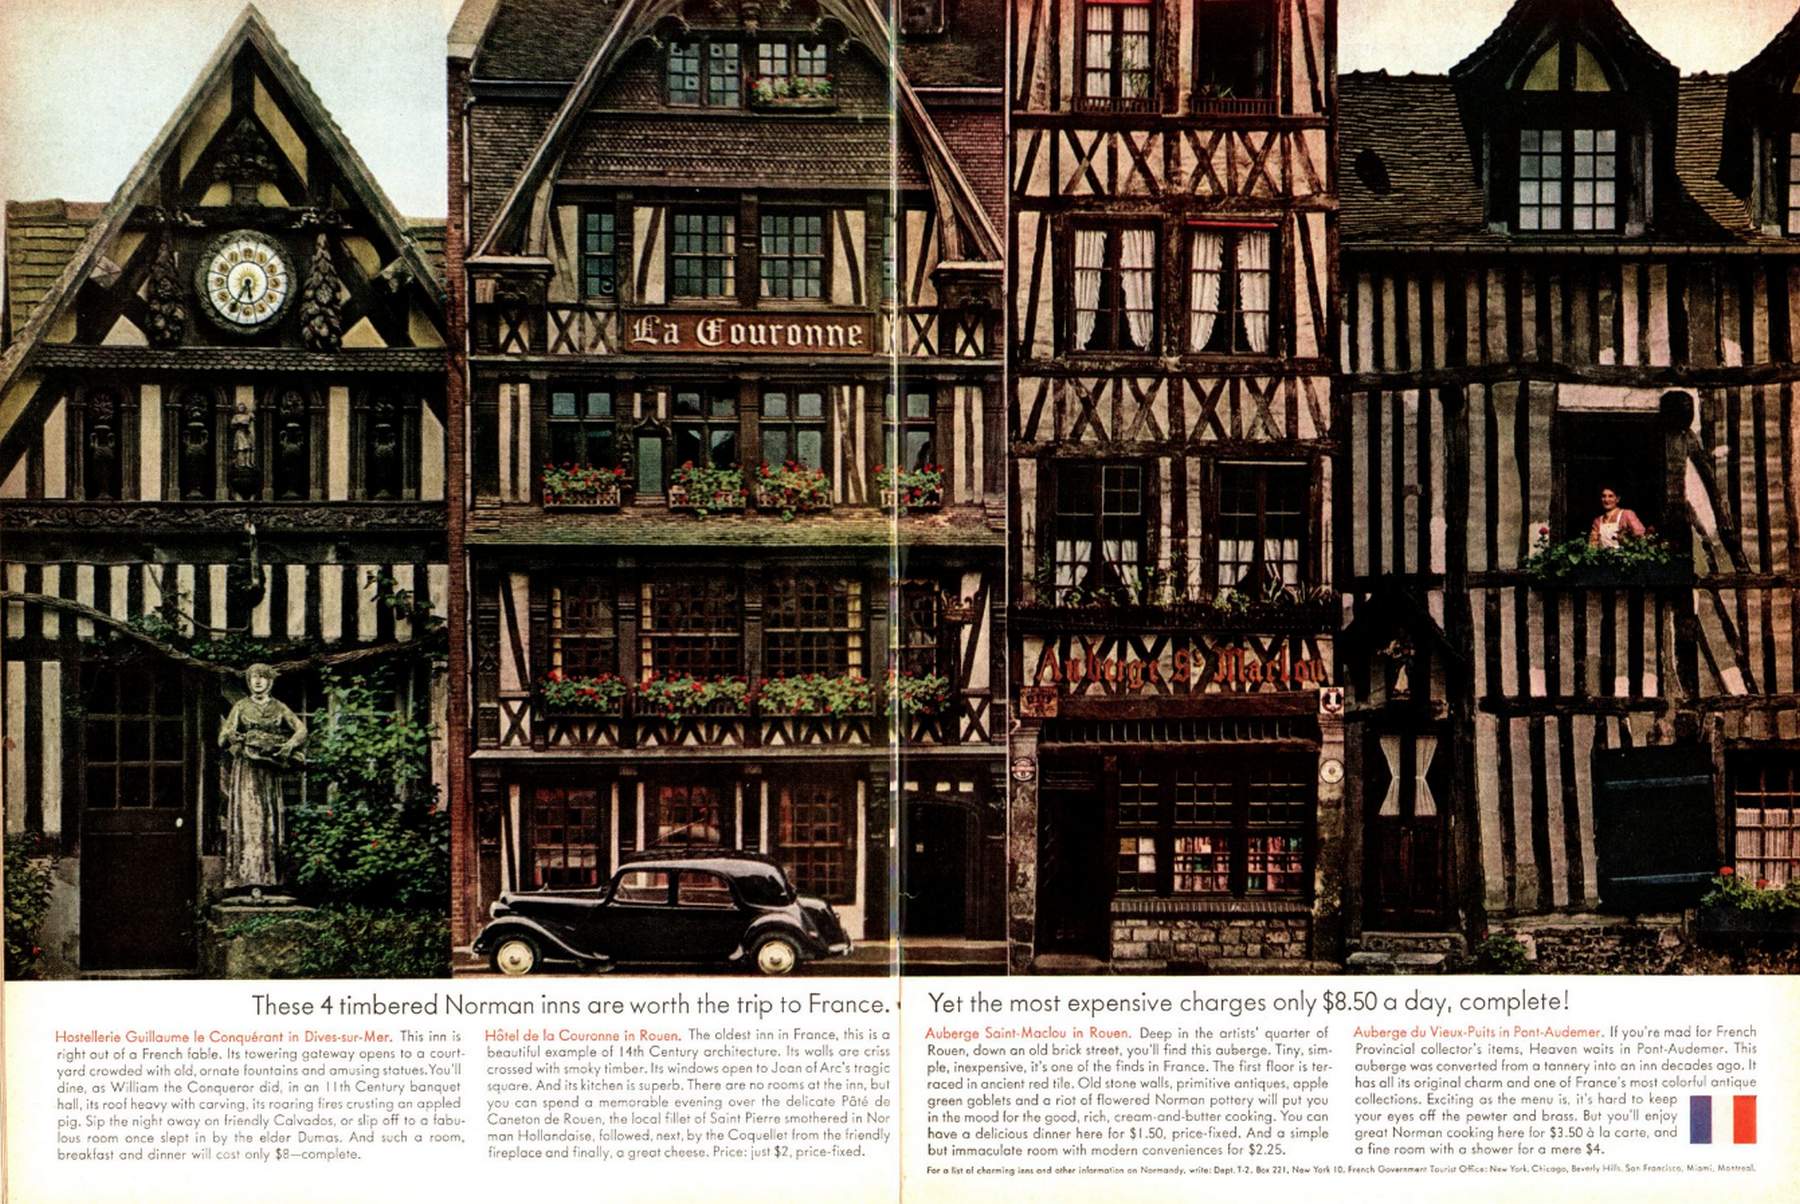 La Couronne
Auberge St Maclou
These 4 timbered Norman inns are worth the trip to France. Yet the most expensive charges only $8.50 a day, complete!
Hostellerie Guillaume le Conquérant in Dives-sur-Mer. This inn is
right out of a French fable. Its towering gateway opens to a court-
yard crowded with old, ornate fountains and amusing statues. You'll
dine, as William the Conqueror did, in an 11th Century banquet
hall, its roof heavy with carving, its roaring fires crusting an appled
pig. Sip the night away on friendly Calvados, or slip off to a fabu-
lous room once slept in by the elder Dumas. And such a room,
breakfast and dinner will cost only $8—complete.
Hôtel de la Couronne in Rouen. The oldest inn in France, this is a
beautiful example of 14th Century architecture. Its walls are criss
crossed with smoky timber. Its windows open to Joan of Arc's tragic
square. And its kitchen is superb. There are no rooms at the inn, but
you can spend a memorable evening over the delicate Pâté de
Caneton de Rouen, the local fillet of Saint Pierre smothered in Nor
man Hollandaise, followed, next, by the Coquellet from the friendly
fireplace and finally, a great cheese. Price: just $2, price-fixed.
Auberge Saint-Maclou in Rouen. Deep in the artists' quarter of
Rouen, down an old brick street, you'll find this auberge. Tiny, sim-
ple, inexpensive, it's one of the finds in France. The first floor is ter-
raced in ancient red tile. Old stone walls, primitive antiques, apple
green goblets and a riot of flowered Norman pottery will put you
in the mood for the good, rich, cream-and-butter cooking. You can
have a delicious dinner here for $1.50, price-fixed. And a simple
but immaculate room with modern conveniences for $2.25.
Auberge du Vieux-Puits in Pont-Audemer. If you're mad for French
Provincial collector's items, Heaven waits in Pont-Audemer. This
auberge was converted from a tannery into an inn decades ago. It
has all its original charm and one of France's most colorful antique
collections. Exciting as the menu is, it's hard to keep
your eyes off the pewter and brass. But you'll enjoy
great Norman cooking here for $3.50 à la carte, and
a fine room with a shower for a mere $4.
For a list of charming inns and other information on Normandy, write: Dept. T-2, Box 221, New York 10. French Government Tourist Office: New York, Chicago, Beverly Hills, San Francisco, Miami, Montreal.